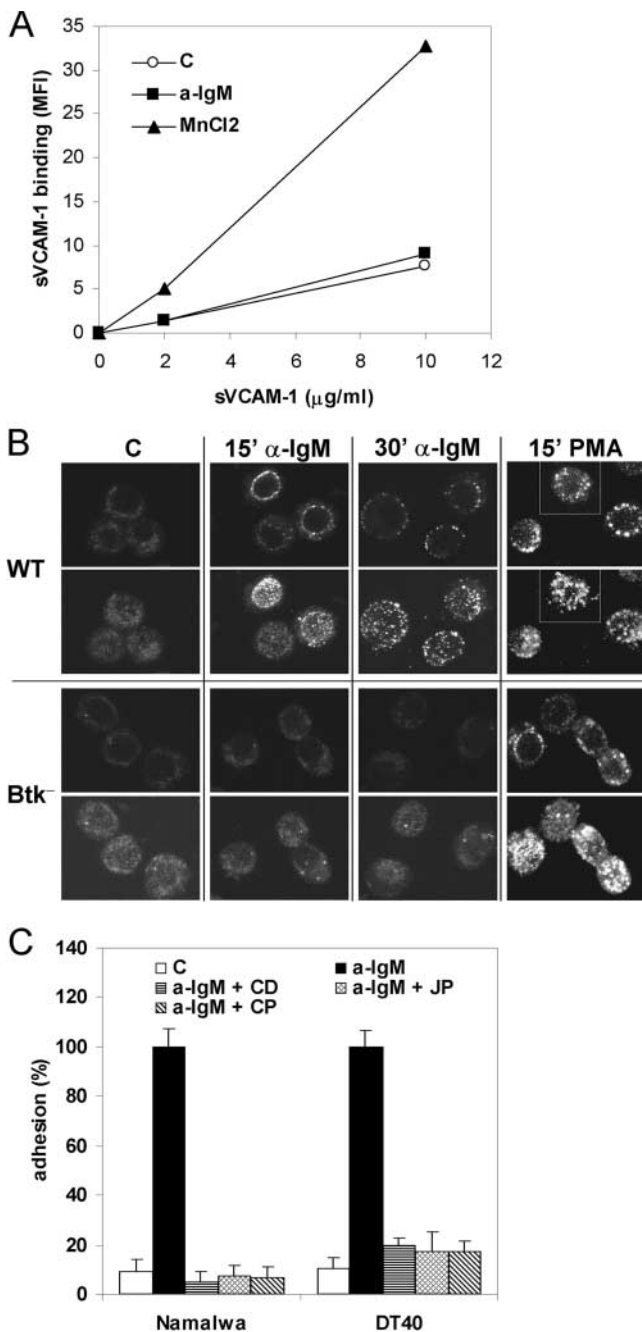 A
35
30
25
20
15
10
5
0
sVCAM-1 binding (MFI)
C
a-IgM
MnCl2
0 2 4 6 8 10 12
sVCAM-1 (μg/ml)
B
C 15' α-IgM 30' α-IgM 15' PMA
WT
Btk⁻
C
140
120
100
80
60
40
20
0
adhesion (%)
C a-IgM
a-IgM + CD a-IgM + JP
a-IgM + CP
Namalwa DT40